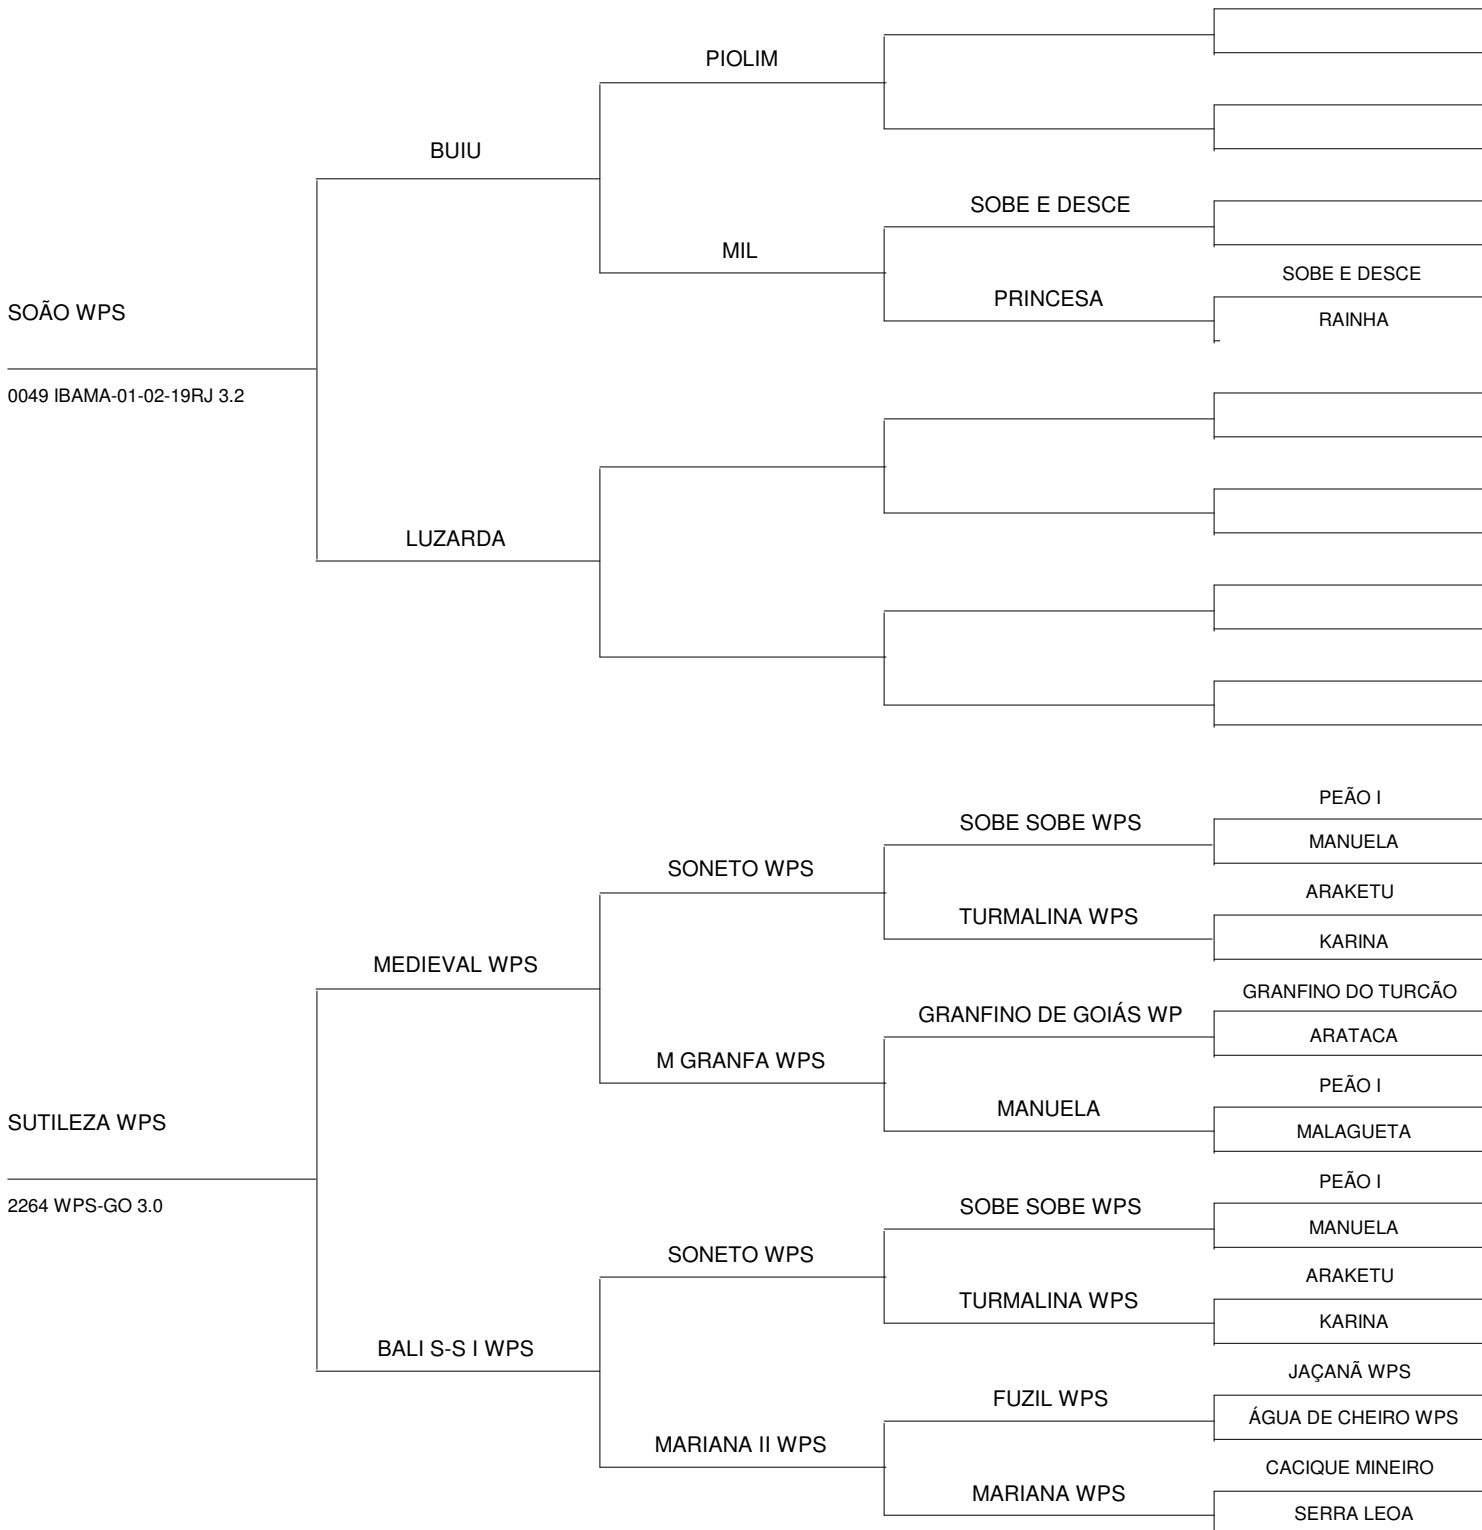 PIOLIM
BUIU
SOBE E DESCE
MIL
SOBE E DESCE
PRINCESA
RAINHA
SOÃO WPS
0049 IBAMA-01-02-19RJ 3.2
LUZARDA
PEÃO I
SOBE SOBE WPS
MANUELA
SONETO WPS
ARAKETU
TURMALINA WPS
KARINA
MEDIEVAL WPS
GRANFINO DO TURCÃO
GRANFINO DE GOIÁS WP
ARATACA
M GRANFA WPS
PEÃO I
MANUELA
MALAGUETA
SUTILEZA WPS
2264 WPS-GO 3.0
PEÃO I
SOBE SOBE WPS
MANUELA
SONETO WPS
ARAKETU
TURMALINA WPS
KARINA
BALI S-S I WPS
JAÇANÃ WPS
FUZIL WPS
ÁGUA DE CHEIRO WPS
MARIANA II WPS
CACIQUE MINEIRO
MARIANA WPS
SERRA LEOA